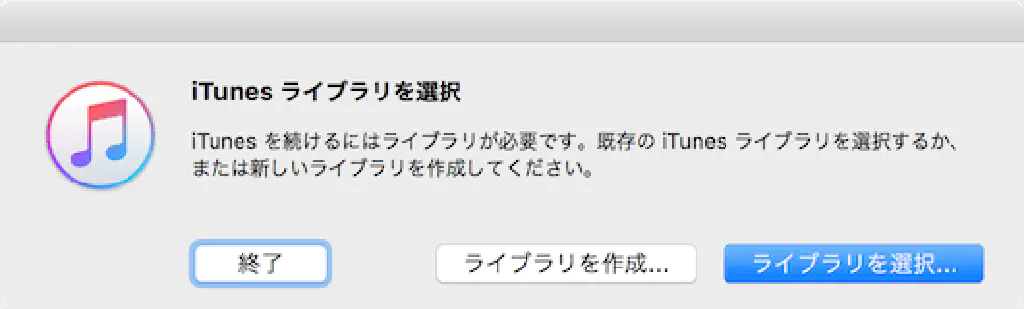 iTunes ライブラリを選択
iTunes を続けるにはライブラリが必要です。既存の iTunes ライブラリを選択するか、
または新しいライブラリを作成してください。
終了
ライブラリを作成...
ライブラリを選択...